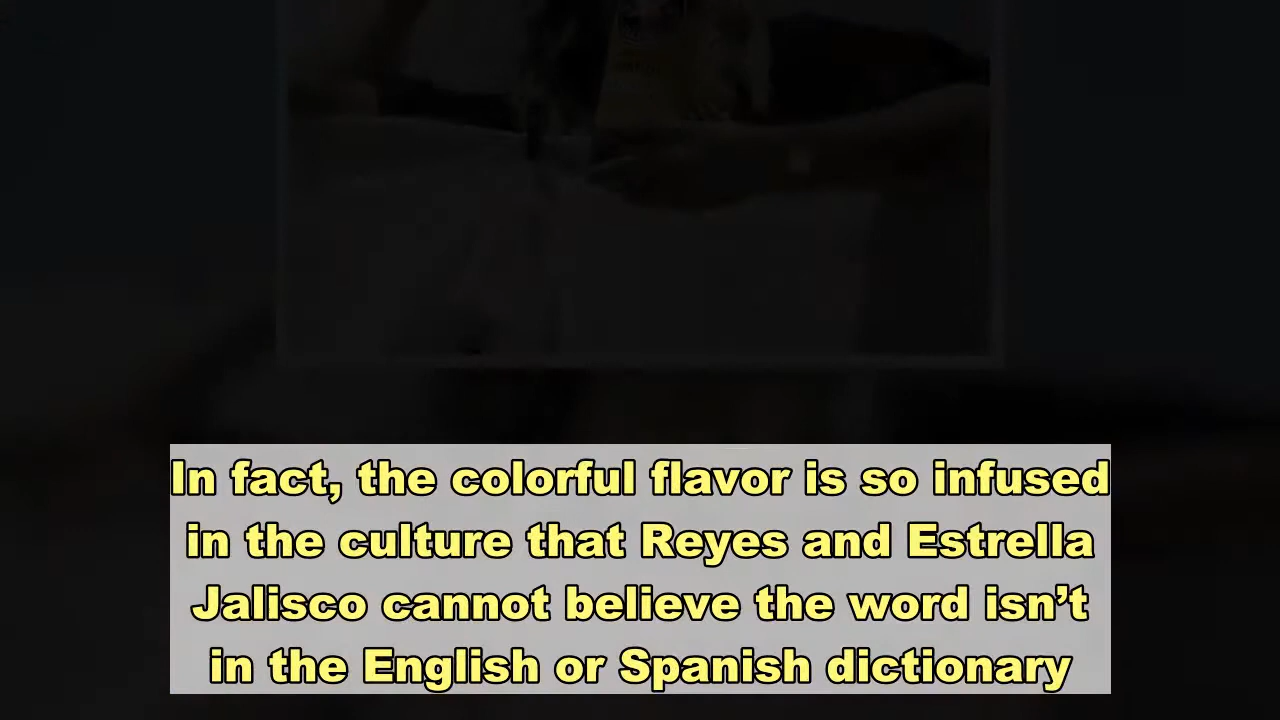 In fact, the colorful flavor is so infused
in the culture that Reyes and Estrella
Jalisco cannot believe the word isn’t
in the English or Spanish dictionary